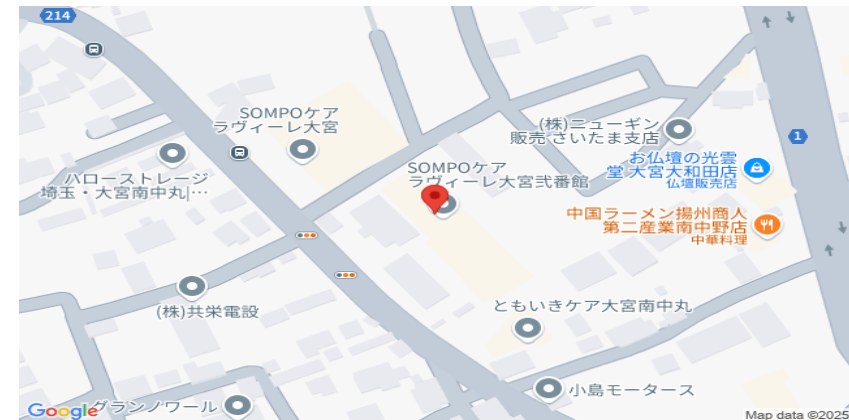 214
SOMPOケア
ラヴィーレ大宮
(株)ニューギン
販売 さいたま支店
1
ハローストレージ
埼玉・大宮南中丸|…
SOMPOケア
ラヴィーレ大宮弐番館
お仏壇の光雲
堂 大宮大和田店
仏壇販売店
中国ラーメン揚州商人
第二産業南中野店
中華料理
(株)共栄電設
ともいきケア大宮南中丸
小島モータース
Google
グランノワール
Map data ©2025